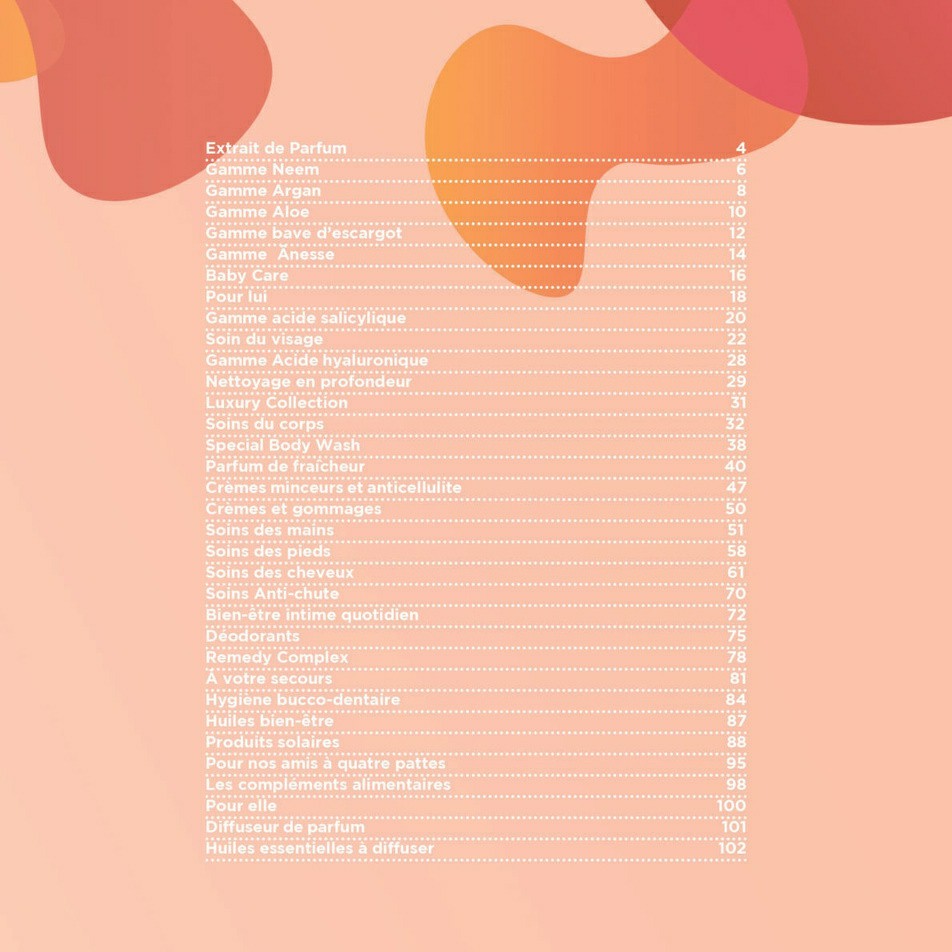 Extrait de Parfum 4
Gamme Neem 6
Gamme Argan 8
Gamme Aloe 10
Gamme bave d'escargot 12
Gamme Ãnesse 14
Baby Care 16
Pour lui 18
Gamme acide salicylique 20
Soin du visage 22
Gamme Acide hyaluronique 28
Nettoyage en profondeur 29
Luxury Collection 31
Soins du corps 32
Special Body Wash 38
Parfum de fraîcheur 40
Crèmes minceurs et anticellulite 47
Crèmes et gommages 50
Soins des mains 51
Soins des pieds 58
Soins des cheveux 61
Soins Anti-chute 70
Bien-être intime quotidien 72
Déodorants 75
Remedy Complex 78
À votre secours 81
Hygiène bucco-dentaire 84
Huiles bien-être 87
Produits solaires 88
Pour nos amis à quatre pattes 95
Les compléments alimentaires 98
Pour elle 100
Diffuseur de parfum 101
Huiles essentielles à diffuser 102